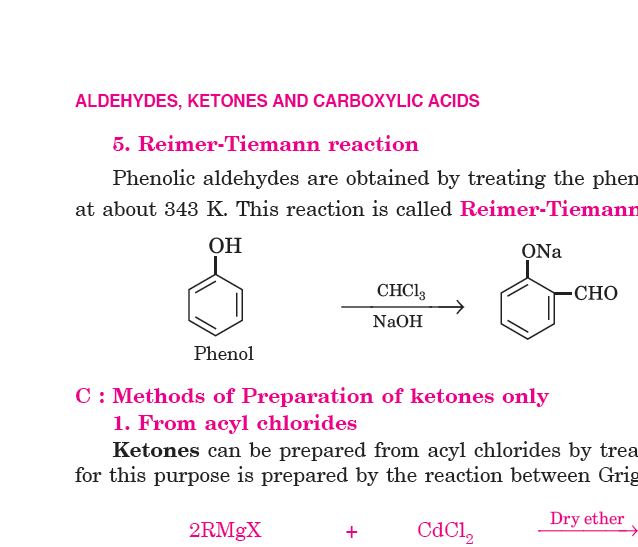 ALDEHYDES, KETONES AND CARBOXYLIC ACIDS
5. Reimer-Tiemann reaction
Phenolic aldehydes are obtained by treating the phen
at about 343 K. This reaction is called Reimer-Tiemann
OH
ONa
CHCl3
CHO
NaOH
Phenol
C : Methods of Preparation of ketones only
1. From acyl chlorides
Ketones can be prepared from acyl chlorides by trea
for this purpose is prepared by the reaction between Grig
Dry ether
2RMgX + CdCl2